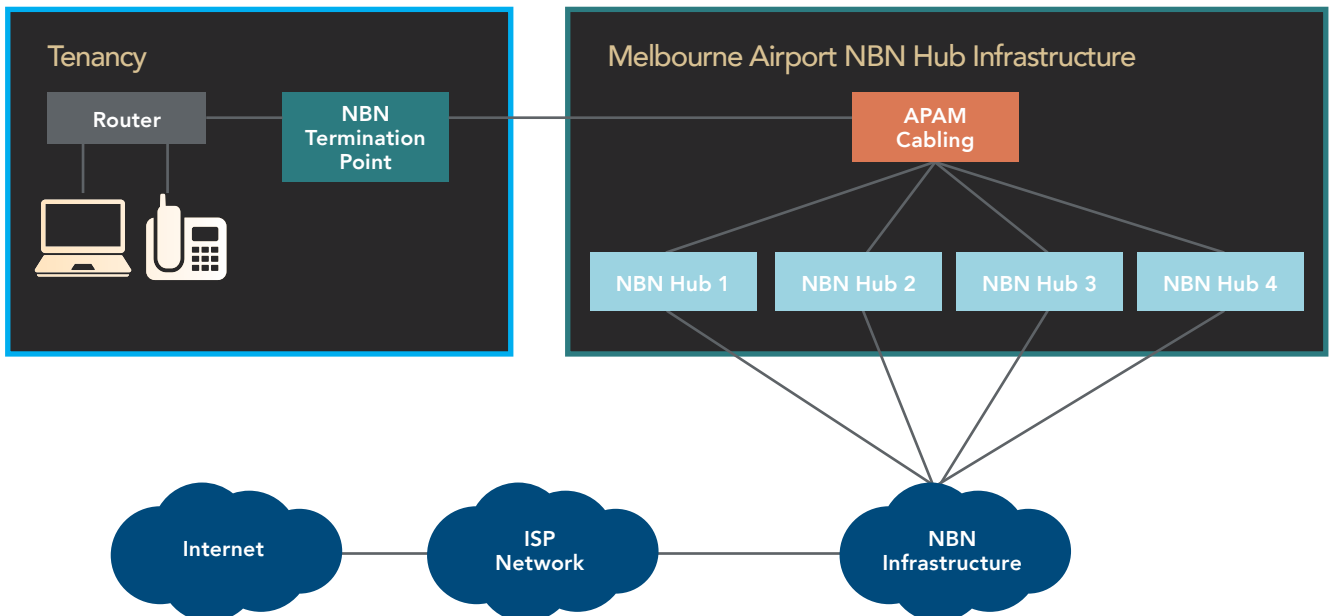 Tenancy
Router
NBN
Termination
Point
Melbourne Airport NBN Hub Infrastructure
APAM
Cabling
NBN Hub 1
NBN Hub 2
NBN Hub 3
NBN Hub 4
Internet
ISP
Network
NBN
Infrastructure